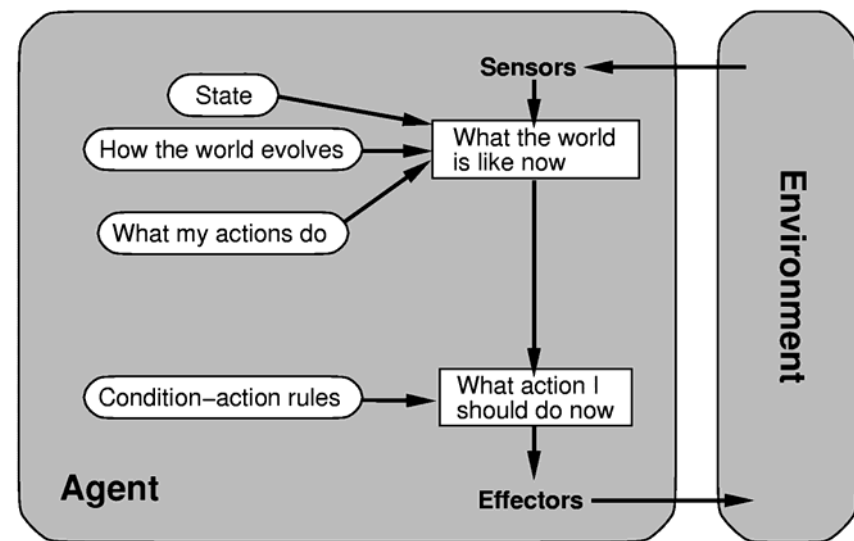 Sensors
State
What the world
is like now
How the world evolves
What my actions do
Environment
Condition−action rules
What action I
should do now
Agent
Effectors